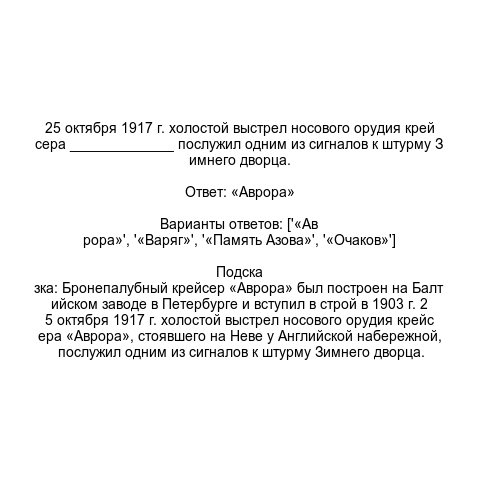 25 октября 1917 г. холостой выстрел носового орудия крей
сера _____________ послужил одним из сигналов к штурму З
имнего дворца.
Ответ: «Аврора»
Варианты ответов: ['«Ав
рора»', '«Варяг»', '«Память Азова»', '«Очаков»']
Подска
зка: Бронепалубный крейсер «Аврора» был построен на Балт
ийском заводе в Петербурге и вступил в строй в 1903 г. 2
5 октября 1917 г. холостой выстрел носового орудия крейс
ера «Аврора», стоявшего на Неве у Английской набережной,
послужил одним из сигналов к штурму Зимнего дворца.